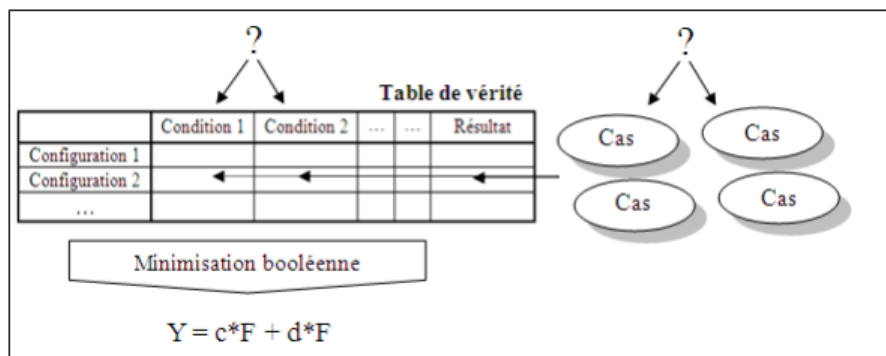 ?
?
Table de vérité
Condition 1 Condition 2 ... ... Résultat
Configuration 1
Configuration 2
...
Cas
Cas
Cas
Cas
Minimisation booléenne
Y = c*F + d*F